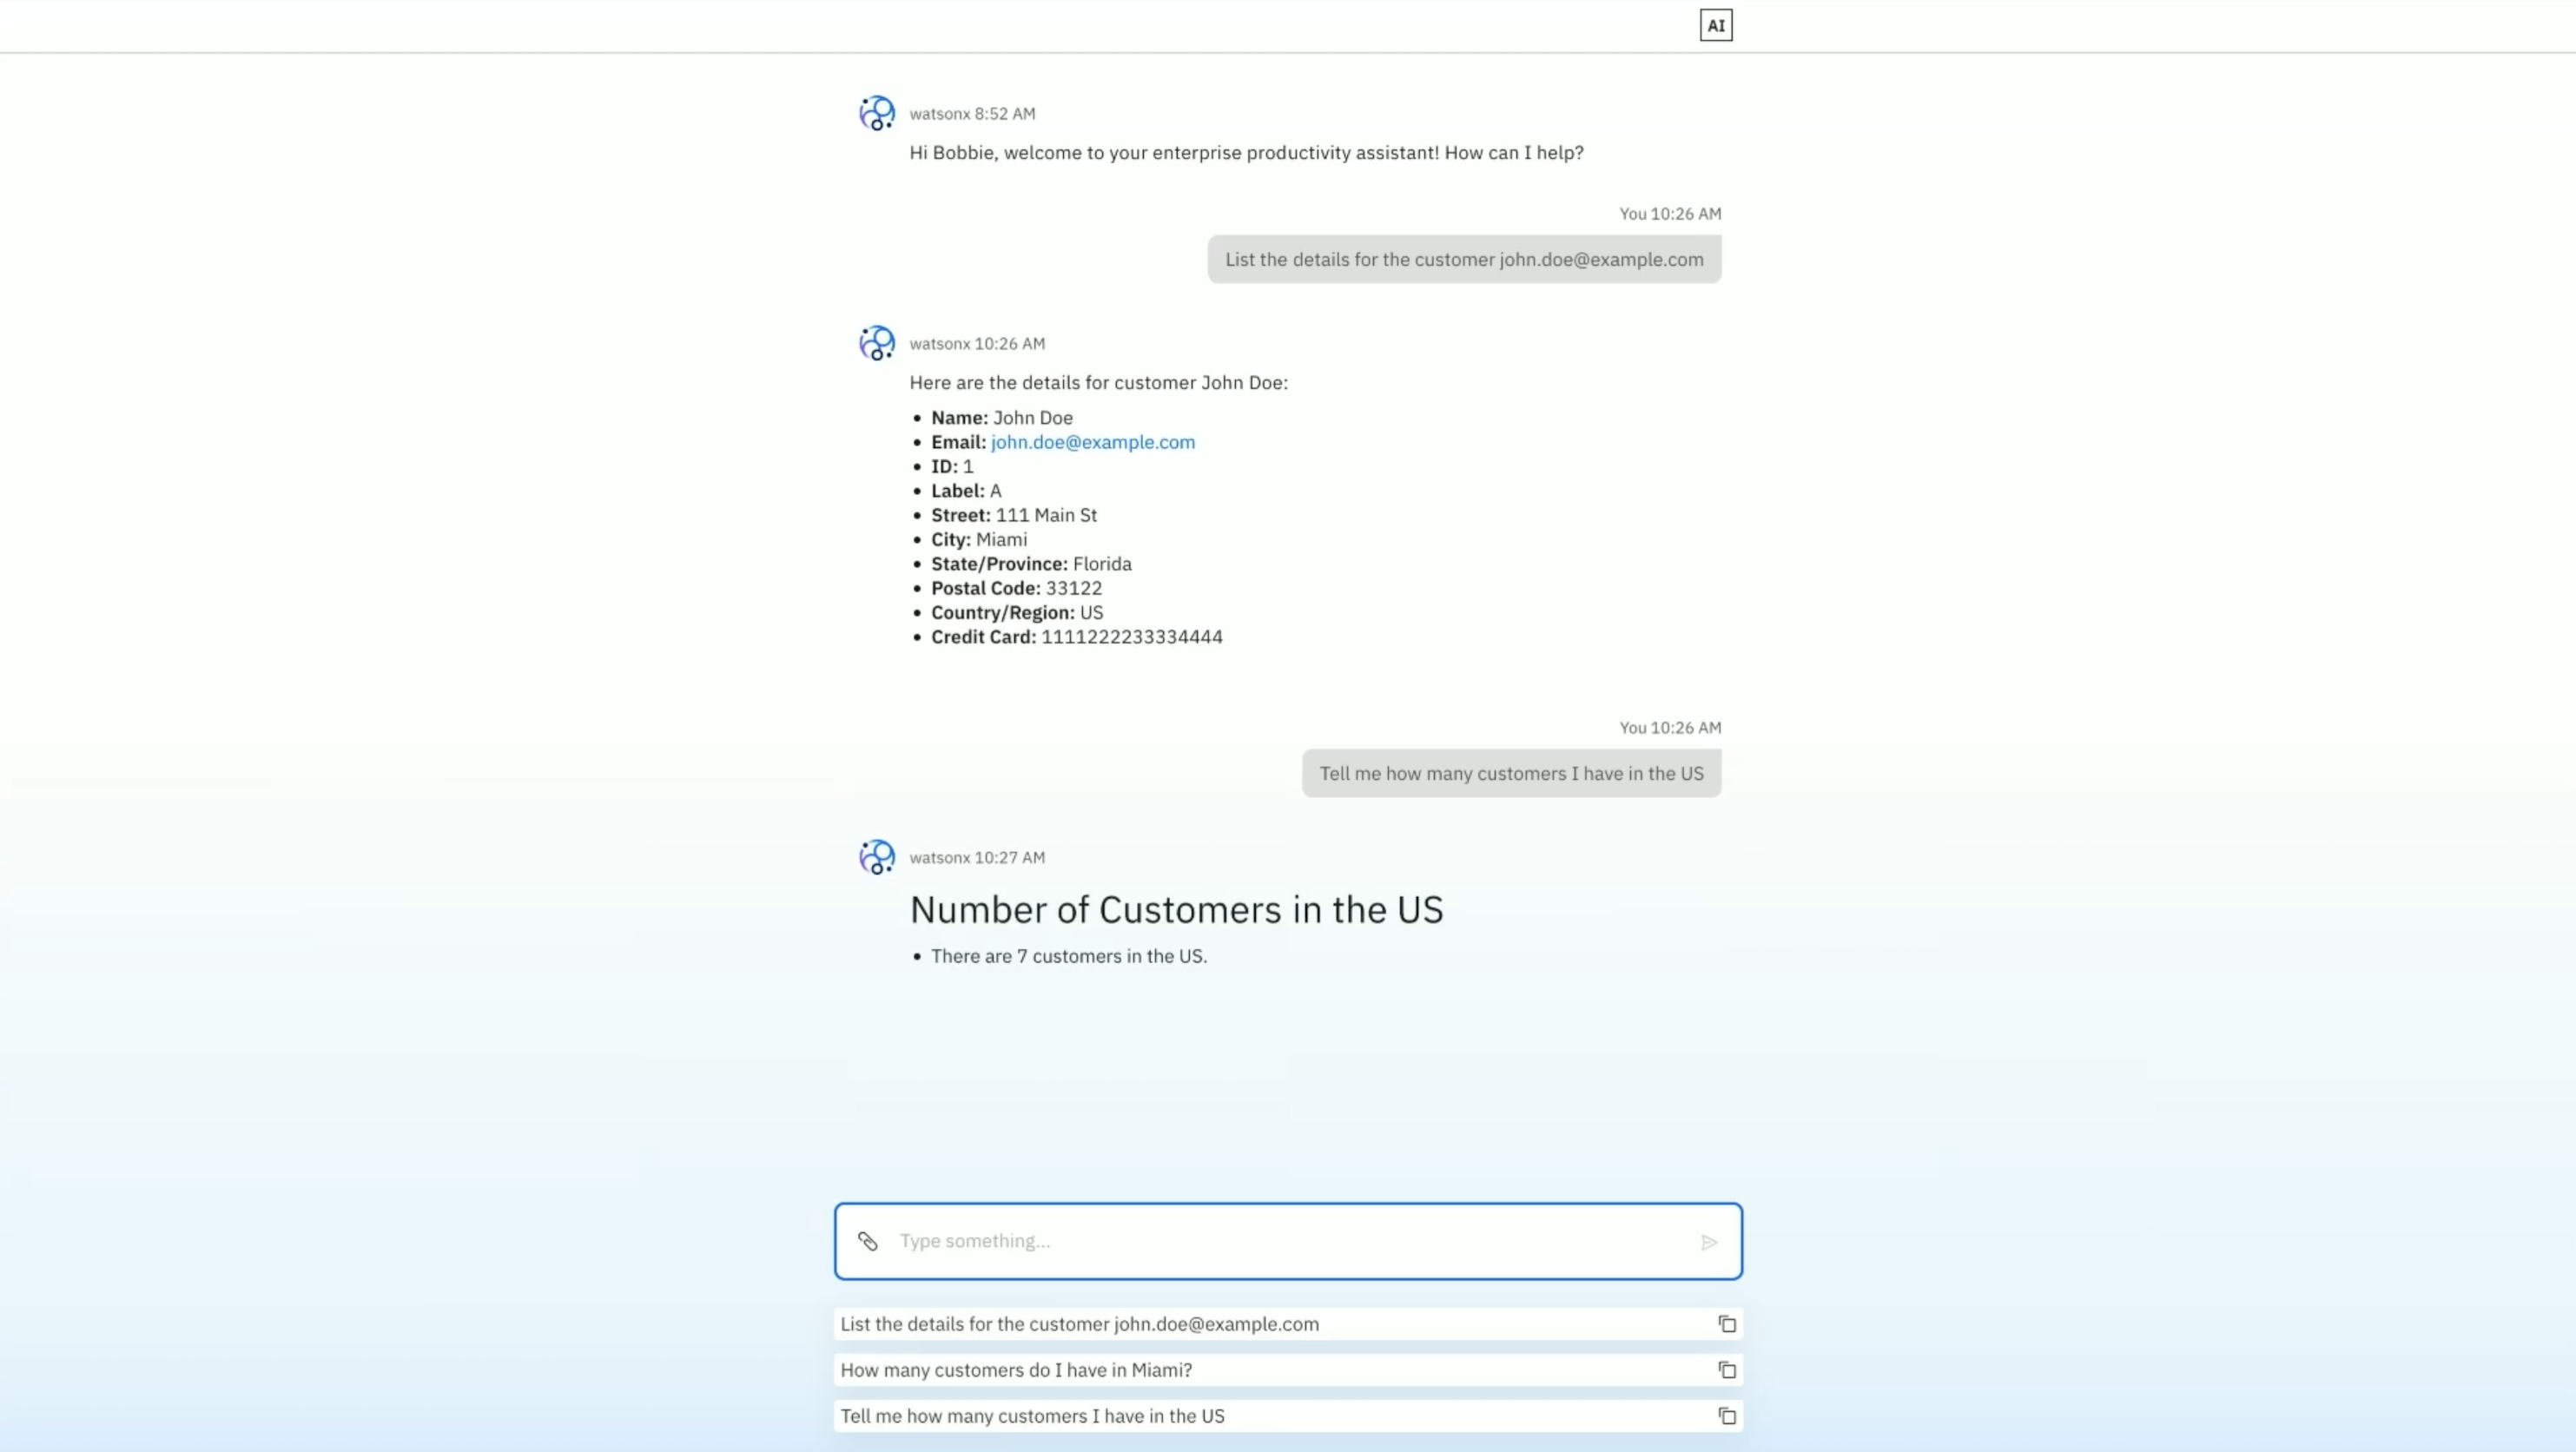 AI
watsonx 8:52 AM
Hi Bobbie, welcome to your enterprise productivity assistant! How can I help?
You 10:26 AM
List the details for the customer john.doe@example.com
watsonx 10:26 AM
Here are the details for customer John Doe:
• Name: John Doe
• Email: john.doe@example.com
• ID: 1
• Label: A
• Street: 111 Main St
• City: Miami
• State/Province: Florida
• Postal Code: 33122
• Country/Region: US
• Credit Card: 1111222233334444
You 10:26 AM
Tell me how many customers I have in the US
watsonx 10:27 AM
Number of Customers in the US
• There are 7 customers in the US.
Type something...
List the details for the customer john.doe@example.com
How many customers do I have in Miami?
Tell me how many customers I have in the US